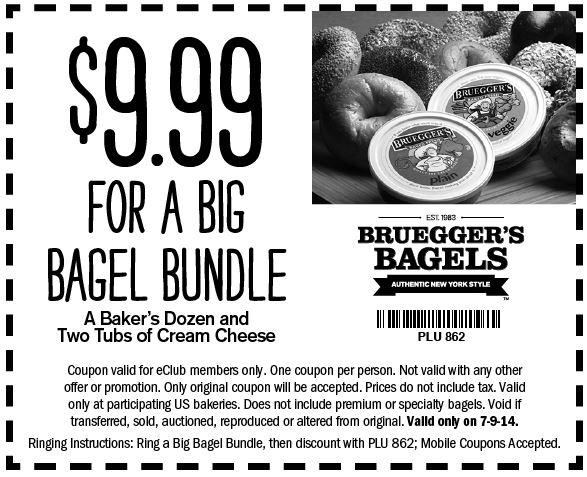 $9.99
FOR A BIG
BAGEL BUNDLE
A Baker's Dozen and
Two Tubs of Cream Cheese
BRUEGGER'S
veggie
BRUEGGER'S
plain
EST. 1983
BRUEGGER'S
BAGELS
AUTHENTIC NEW YORK STYLE
TM
PLU 862
Coupon valid for eClub members only. One coupon per person. Not valid with any other
offer or promotion. Only original coupon will be accepted. Prices do not include tax. Valid
only at participating US bakeries. Does not include premium or specialty bagels. Void if
transferred, sold, auctioned, reproduced or altered from original. Valid only on 7-9-14.
Ringing Instructions: Ring a Big Bagel Bundle, then discount with PLU 862; Mobile Coupons Accepted.